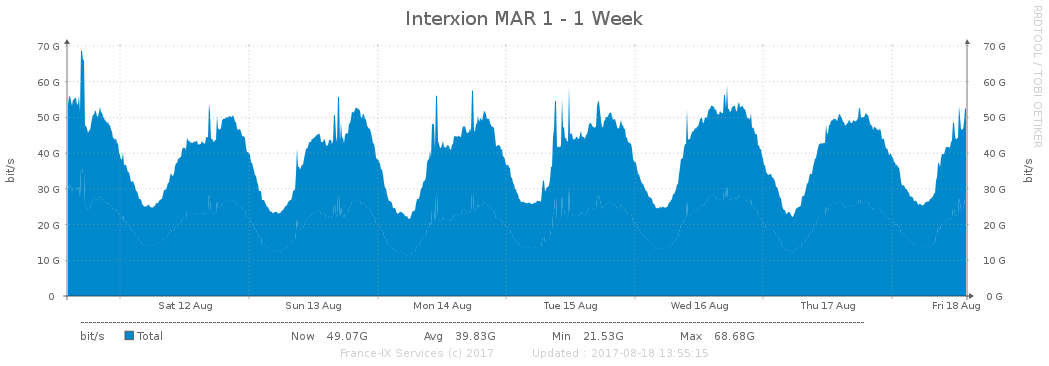 Interxion MAR 1 - 1 Week
RRDTOOL / TOBI OETIKER
70 G 70 G
60 G 60 G
50 G 50 G
40 G 40 G
bit/s bit/s
30 G 30 G
20 G 20 G
10 G 10 G
0 0 G
Sat 12 Aug Sun 13 Aug Mon 14 Aug Tue 15 Aug Wed 16 Aug Thu 17 Aug Fri 18 Aug
bit/s Total Now 49.07G Avg 39.83G Min 21.53G Max 68.68G
France-IX Services (c) 2017 Updated : 2017-08-18 13:55:15